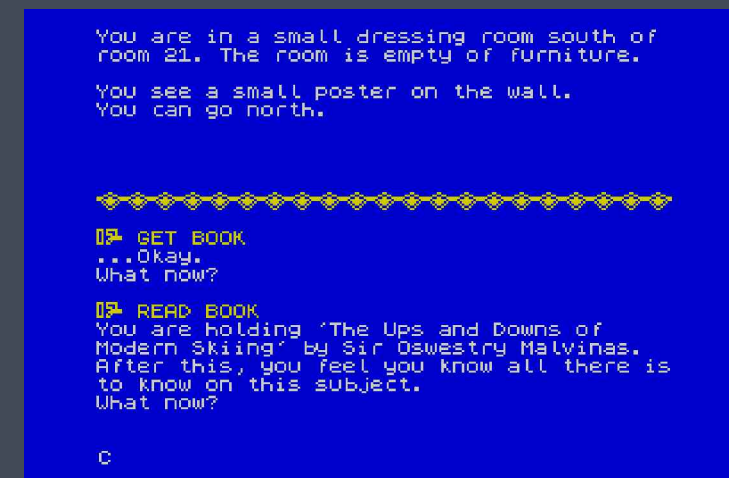 You are in a small dressing room south of
room 21. The room is empty of furniture.
You see a small poster on the wall.
You can go north.
GET BOOK
...Okay.
What now?
READ BOOK
You are holding ´The Ups and Downs of
Modern Skiing´ by Sir Oswestry Malvinas.
After this, you feel you know all there is
to know on this subject.
What now?
C